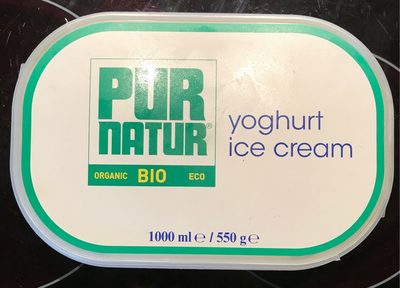 PUR
NATUR®
ORGANIC BIO ECO
yoghurt
ice cream
1000 ml ℮ / 550 g ℮